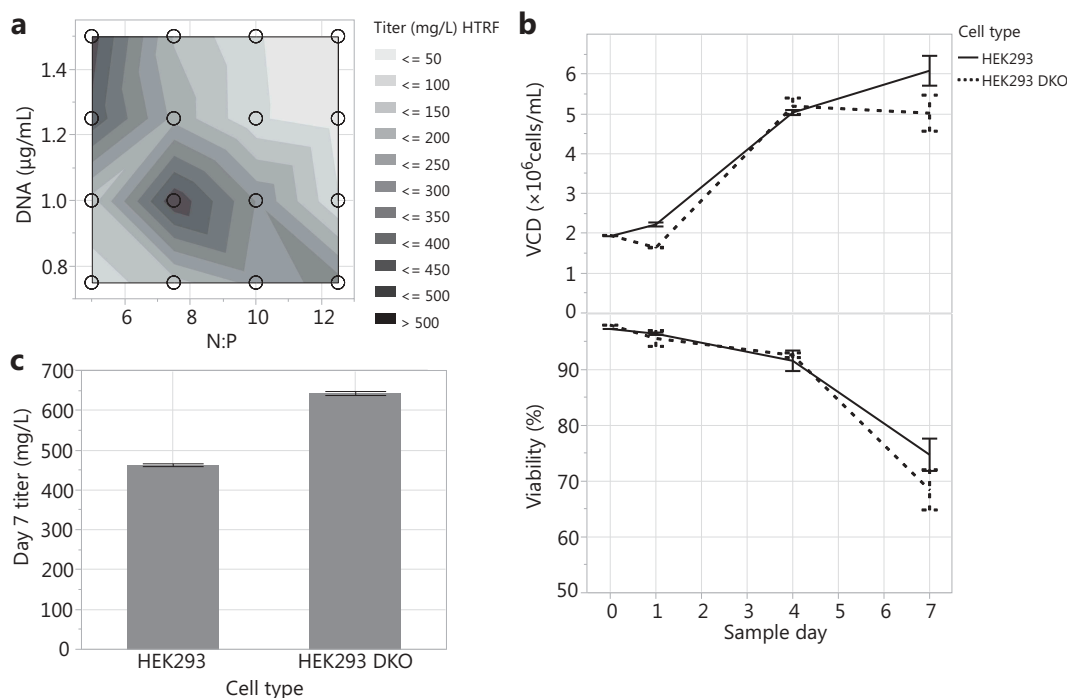 a
Titer (mg/L) HTRF
<= 50
<= 100
<= 150
<= 200
<= 250
<= 300
<= 350
<= 400
<= 450
<= 500
> 500
DNA (µg/mL)
1.4
1.2
1.0
0.8
6 8 10 12
N:P
b
Cell type
HEK293
HEK293 DKO
VCD (×10⁶cells/mL)
6
5
4
3
2
1
0
Viability (%)
90
80
70
60
50
0 1 2 3 4 5 6 7
Sample day
c
Day 7 titer (mg/L)
700
600
500
400
300
200
100
0
HEK293 HEK293 DKO
Cell type